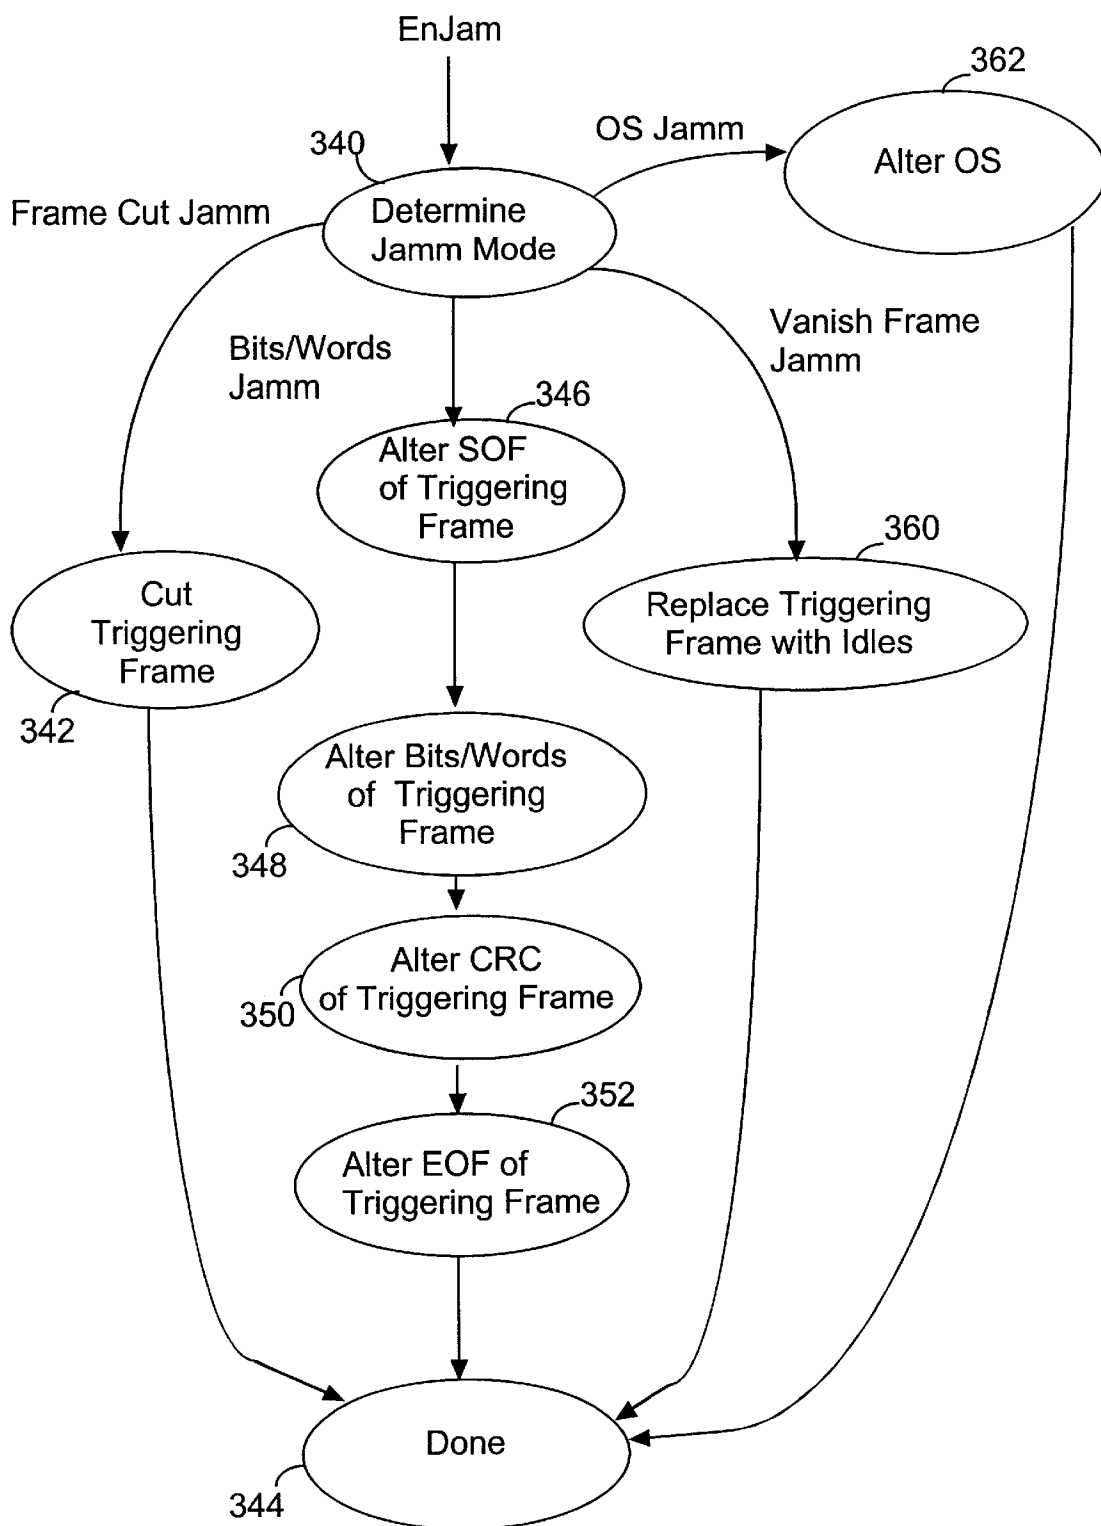 EnJam
362
OS Jamm
340
Alter OS
Frame Cut Jamm
Determine
Jamm Mode
Vanish Frame
Jamm
Bits/Words
Jamm
346
Alter SOF
of Triggering
Frame
360
Cut
Triggering
Frame
Replace Triggering
Frame with Idles
342
Alter Bits/Words
of Triggering
Frame
348
Alter CRC
of Triggering Frame
350
352
Alter EOF of
Triggering Frame
Done
344